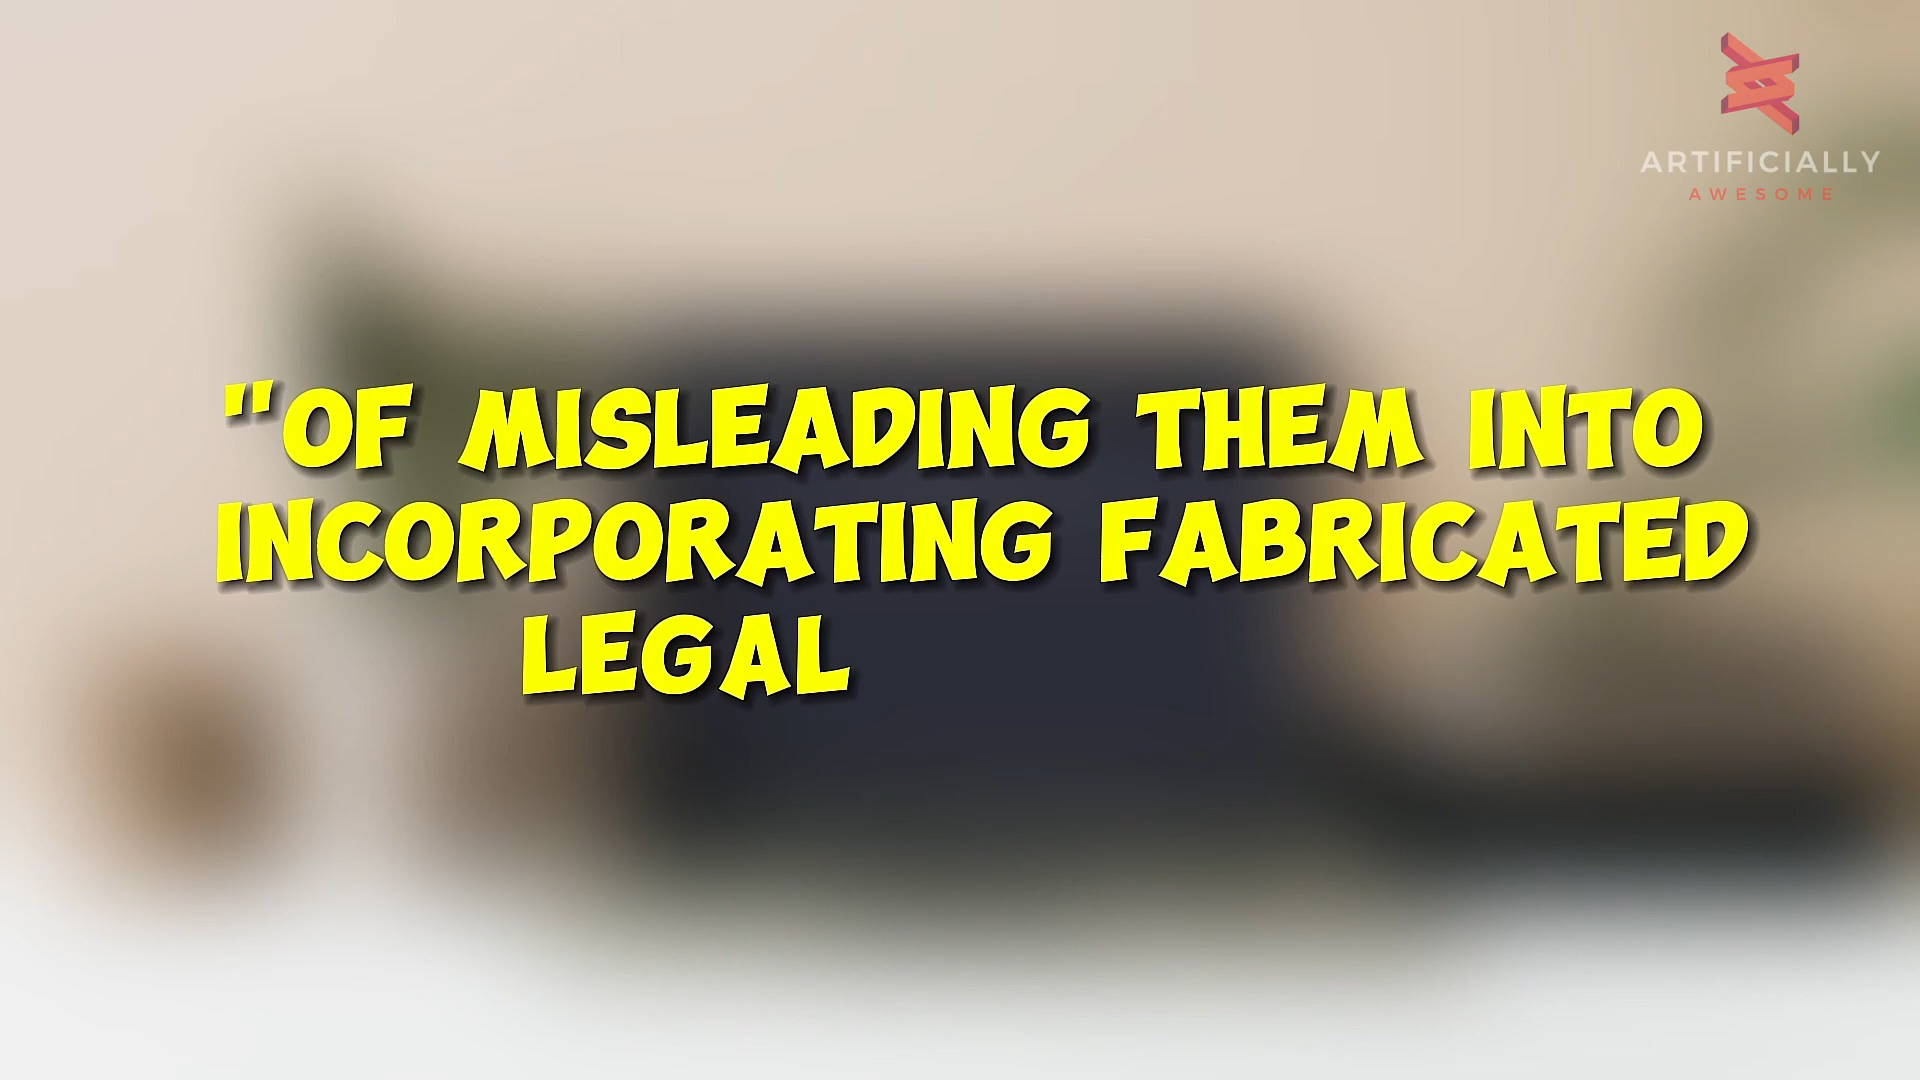 ARTIFICIALLY
AWESOME
"OF MISLEADING THEM INTO
INCORPORATING FABRICATED
LEGAL